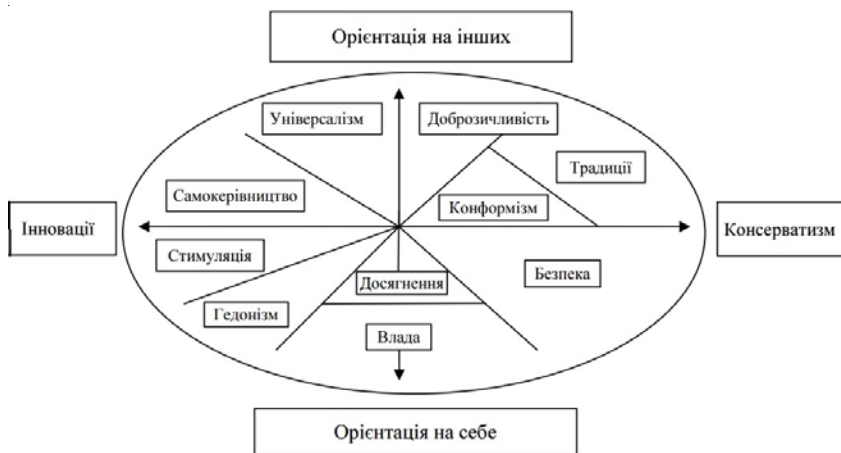 Орієнтація на інших
Універсалізм
Доброзичливість
Традиції
Самокерівництво
Конформізм
Інновації
Консерватизм
Стимуляція
Безпека
Досягнення
Гедонізм
Влада
Орієнтація на себе